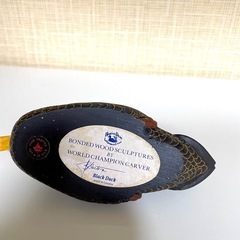 BONDED WOOD SCULPTURES
BY
WORLD CHAMPION CARVER
Black Duck